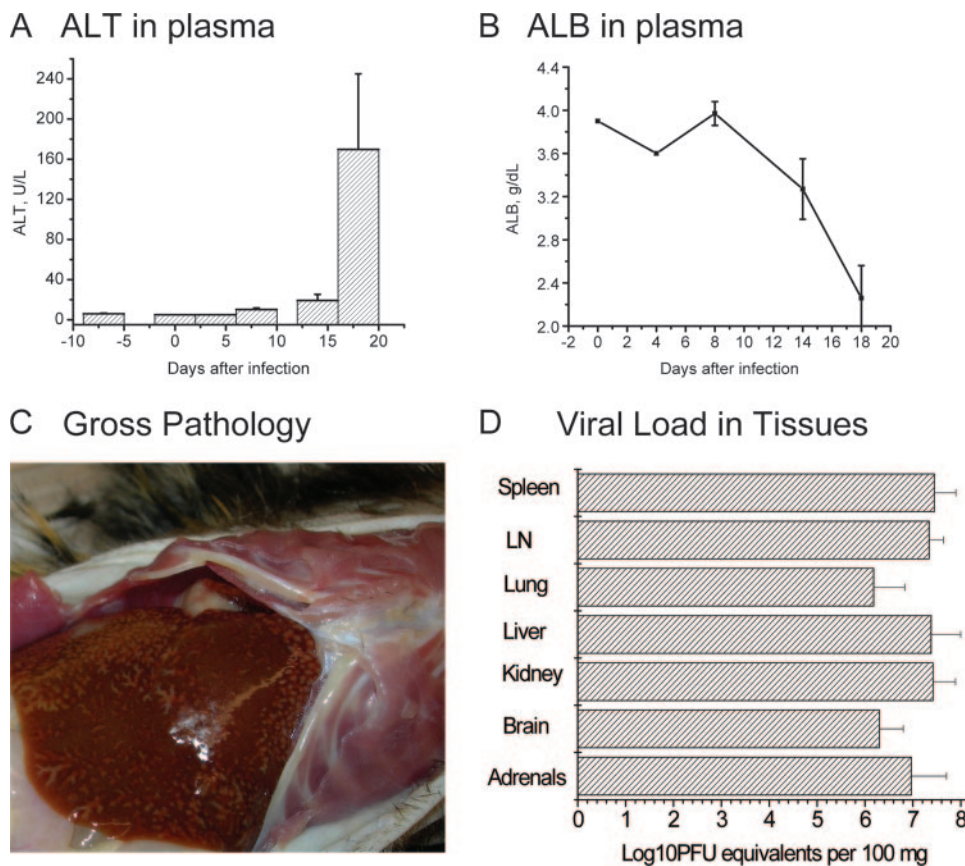 A ALT in plasma
240
200
160
120
80
40
0
ALT, U/L
-10 -5 0 5 10 15 20
Days after infection
B ALB in plasma
4.4
4.0
3.6
3.2
2.8
2.4
2.0
ALB, g/dL
-2 0 2 4 6 8 10 12 14 16 18 20
Days after infection
C Gross Pathology
D Viral Load in Tissues
Spleen
LN
Lung
Liver
Kidney
Brain
Adrenals
0 1 2 3 4 5 6 7 8
Log10PFU equivalents per 100 mg